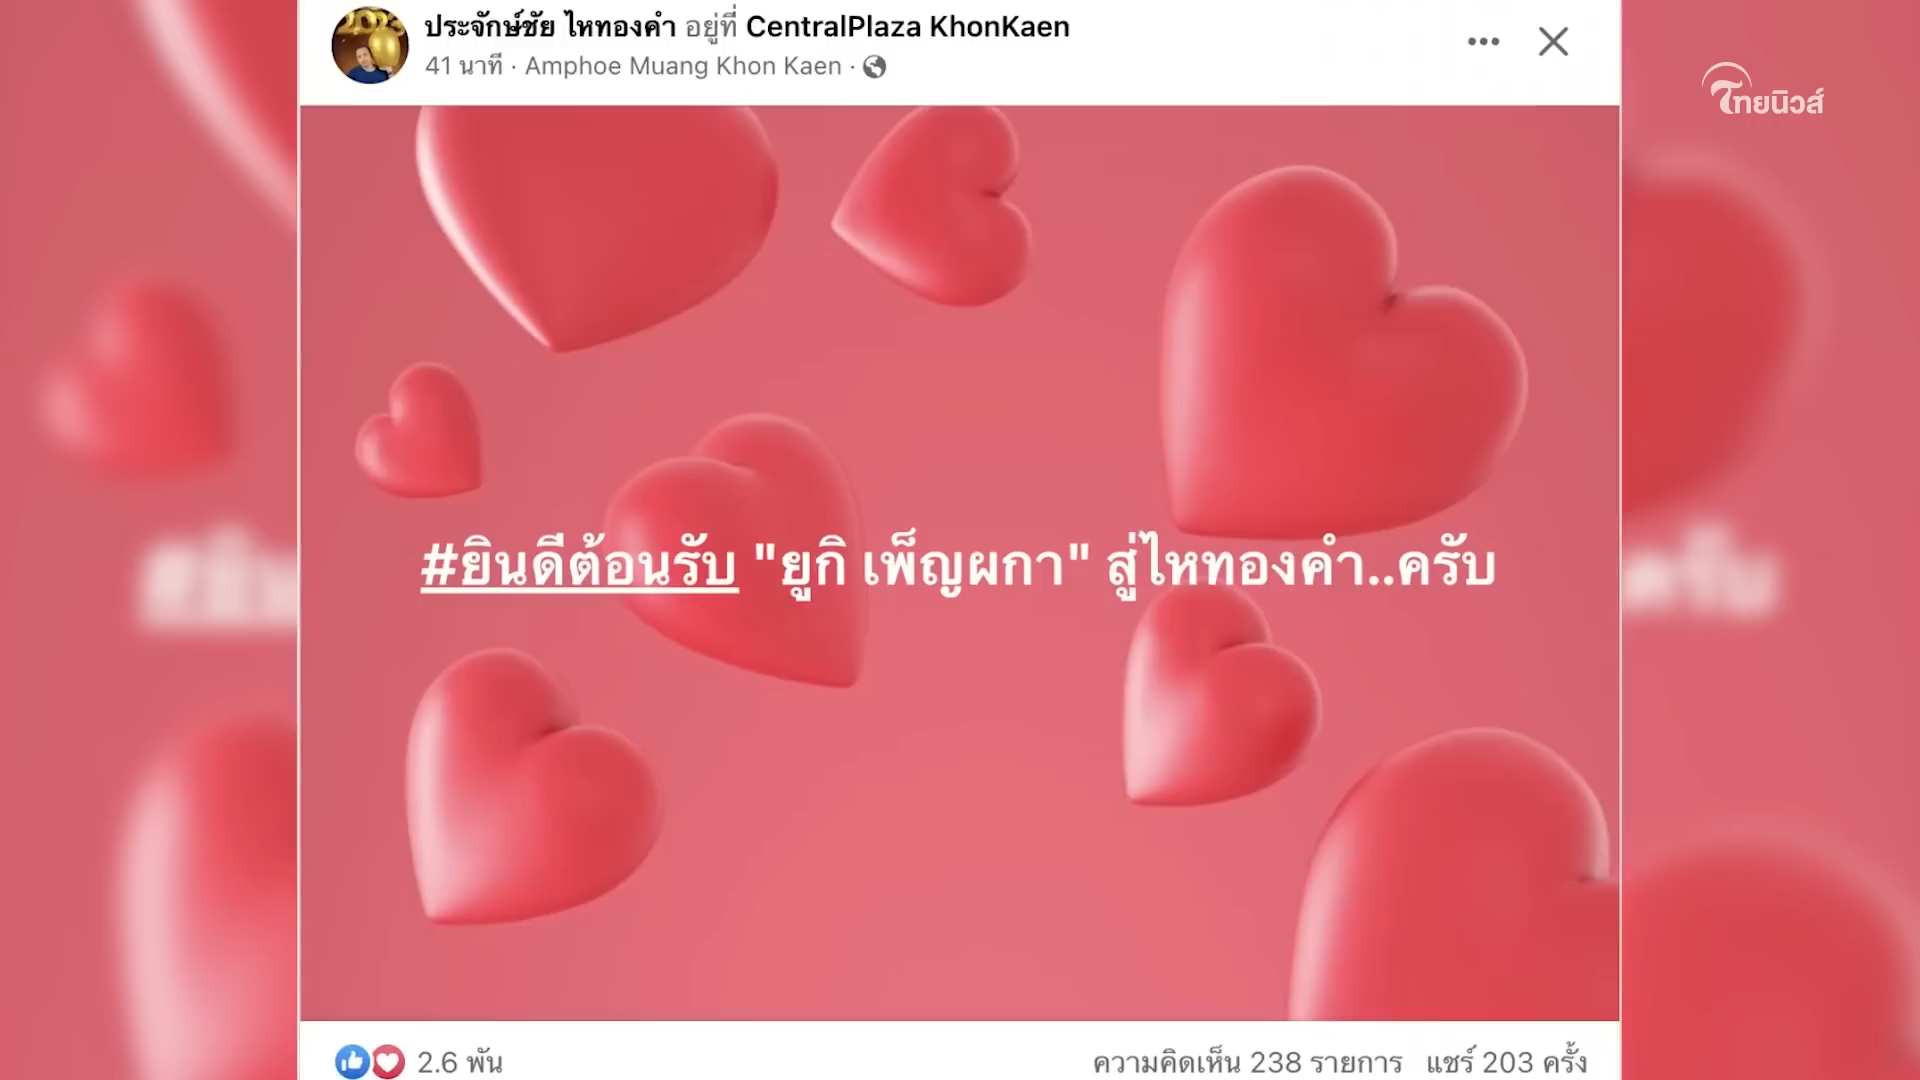 ประจักษ์ชัย ไหทองคำ อยู่ที่ CentralPlaza KhonKaen
41 นาที · Amphoe Muang Khon Kaen ·
ไทยนิวส์
#ยินดีต้อนรับ "ยูกิ เพ็ญผกา" สู่ไหทองคำ..ครับ
2.6 พัน
ความคิดเห็น 238 รายการ แชร์ 203 ครั้ง